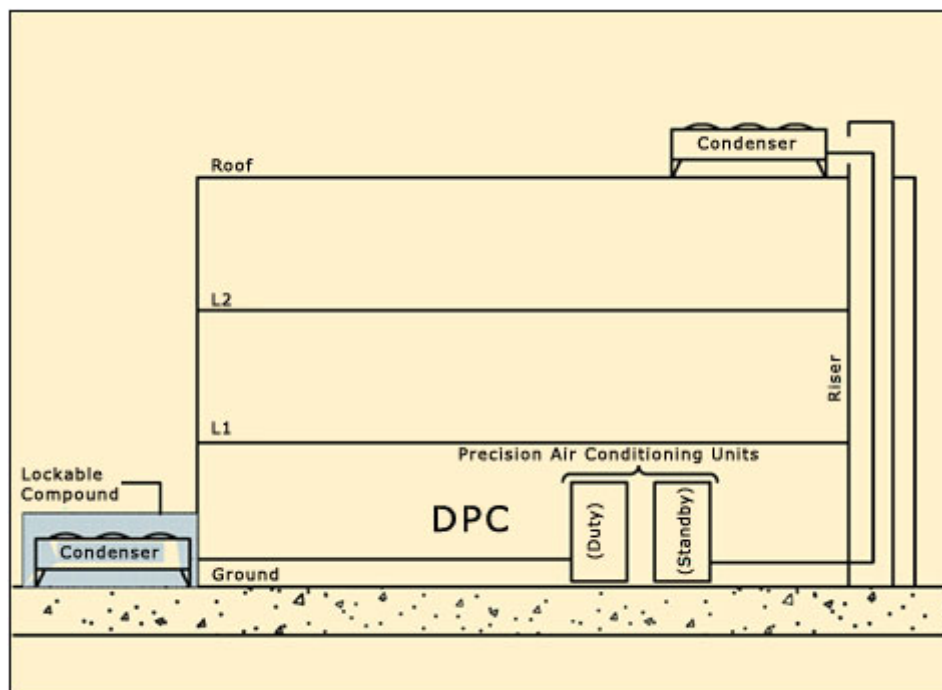 Condenser
Roof
L2
Riser
L1
Precision Air Conditioning Units
Lockable
Compound
DPC
(Duty)
(Standby)
Condenser
Ground